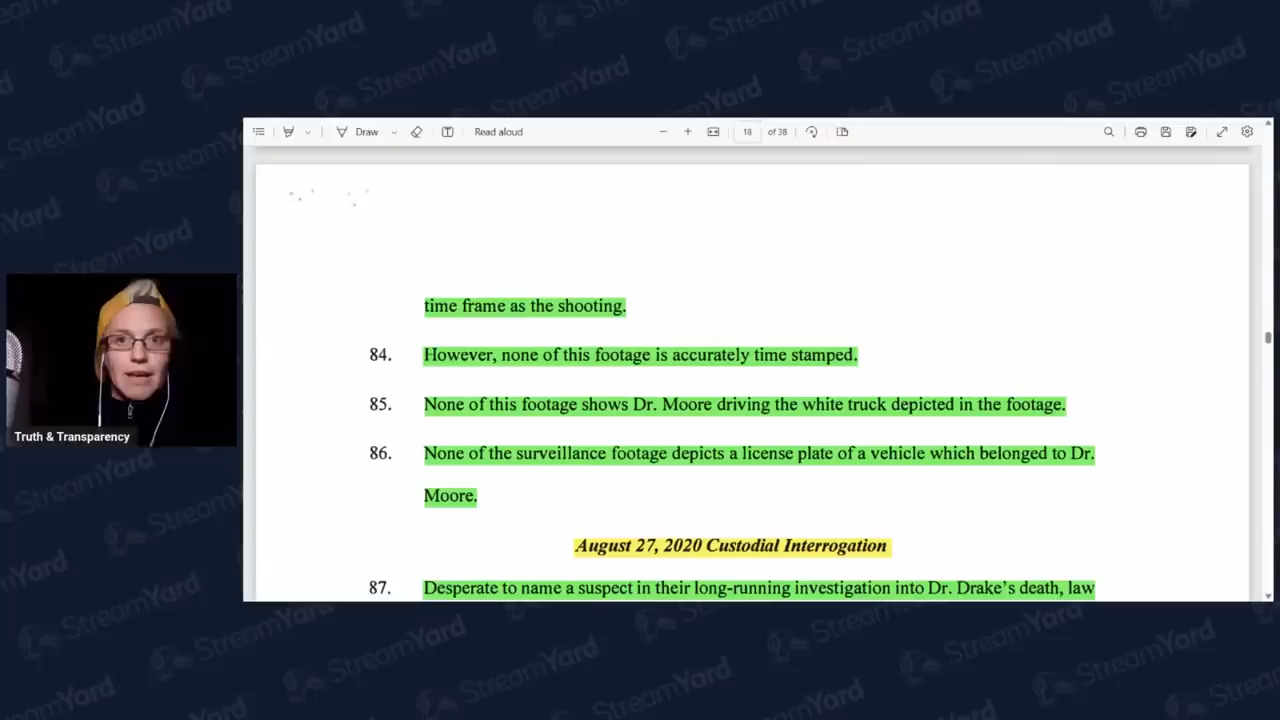 Draw
Read aloud
18 of 38
time frame as the shooting.
84. However, none of this footage is accurately time stamped.
85. None of this footage shows Dr. Moore driving the white truck depicted in the footage.
86. None of the surveillance footage depicts a license plate of a vehicle which belonged to Dr.
Moore.
August 27, 2020 Custodial Interrogation
87. Desperate to name a suspect in their long-running investigation into Dr. Drake's death, law
Truth & Transparency
StreamYard